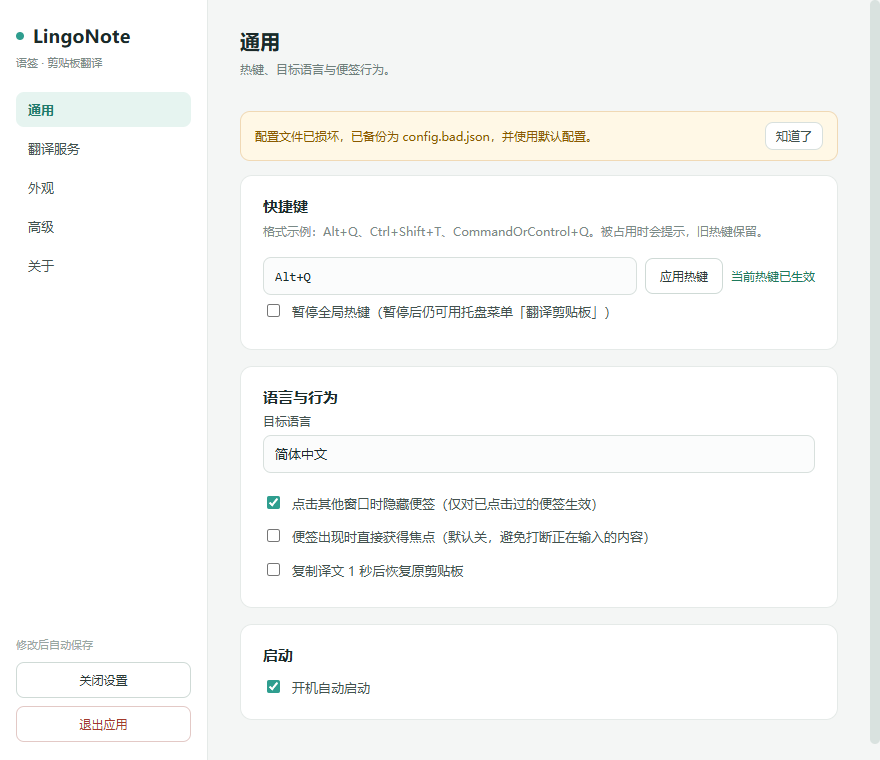 LingoNote
语签 · 剪贴板翻译
通用
翻译服务
外观
高级
关于
修改后自动保存
关闭设置
退出应用
通用
热键、目标语言与便签行为。
配置文件已损坏，已备份为 config.bad.json，并使用默认配置。
知道了
快捷键
格式示例：Alt+Q、Ctrl+Shift+T、CommandOrControl+Q。被占用时会提示，旧热键保留。
Alt+Q
应用热键
当前热键已生效
暂停全局热键（暂停后仍可用托盘菜单「翻译剪贴板」）
语言与行为
目标语言
简体中文
点击其他窗口时隐藏便签（仅对已点击过的便签生效）
便签出现时直接获得焦点（默认关，避免打断正在输入的内容）
复制译文 1 秒后恢复原剪贴板
启动
开机自动启动